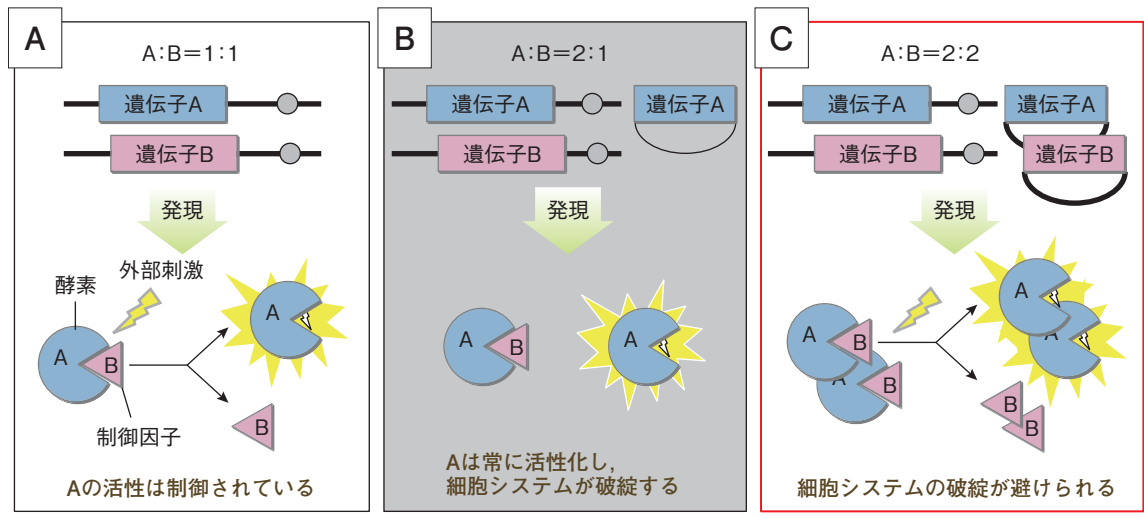 A
A:B=1:1
遺伝子A
遺伝子B
発現
外部刺激
酵素
A
B
A
B
制御因子
Aの活性は制御されている
B
A:B=2:1
遺伝子A
遺伝子A
遺伝子B
発現
A
B
A
Aは常に活性化し,
細胞システムが破綻する
C
A:B=2:2
遺伝子A
遺伝子A
遺伝子B
遺伝子B
発現
A
B
A
B
A
A
B
B
細胞システムの破綻が避けられる